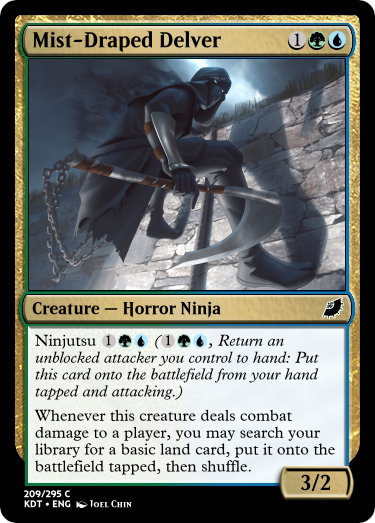 Mist-Draped Delver 1
Creature — Horror Ninja
Ninjutsu 1 (1, Return an
unblocked attacker you control to hand: Put
this card onto the battlefield from your hand
tapped and attacking.)
Whenever this creature deals combat
damage to a player, you may search your
library for a basic land card, put it onto the
battlefield tapped, then shuffle.
3/2
209/295 C
KDT • ENG Joel Chin